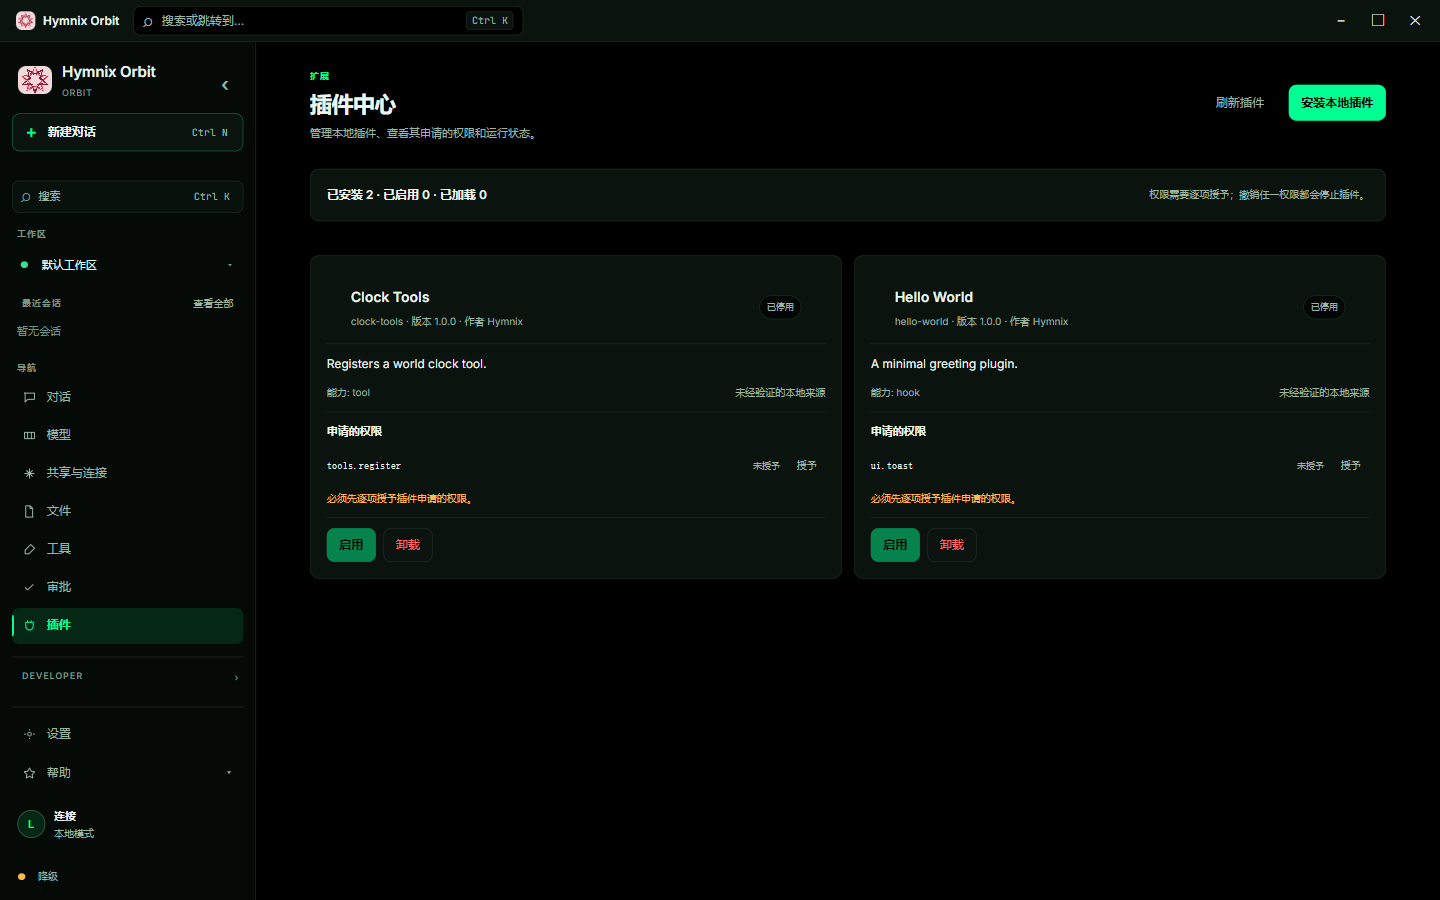 Hymnix Orbit
搜索或跳转到...
Ctrl K
Hymnix Orbit
ORBIT
新建对话
Ctrl N
搜索
Ctrl K
工作区
默认工作区
最近会话
查看全部
暂无会话
导航
对话
模型
共享与连接
文件
工具
审批
插件
DEVELOPER
设置
帮助
L
连接
本地模式
降级
扩展
插件中心
管理本地插件、查看其申请的权限和运行状态。
刷新插件
安装本地插件
已安装 2 · 已启用 0 · 已加载 0
权限需要逐项授予；撤销任一权限都会停止插件。
Clock Tools
clock-tools · 版本 1.0.0 · 作者 Hymnix
已停用
Registers a world clock tool.
能力: tool
未经验证的本地来源
申请的权限
tools.register
未授予
授予
必须先逐项授予插件申请的权限。
启用
卸载
Hello World
hello-world · 版本 1.0.0 · 作者 Hymnix
已停用
A minimal greeting plugin.
能力: hook
未经验证的本地来源
申请的权限
ui.toast
未授予
授予
必须先逐项授予插件申请的权限。
启用
卸载